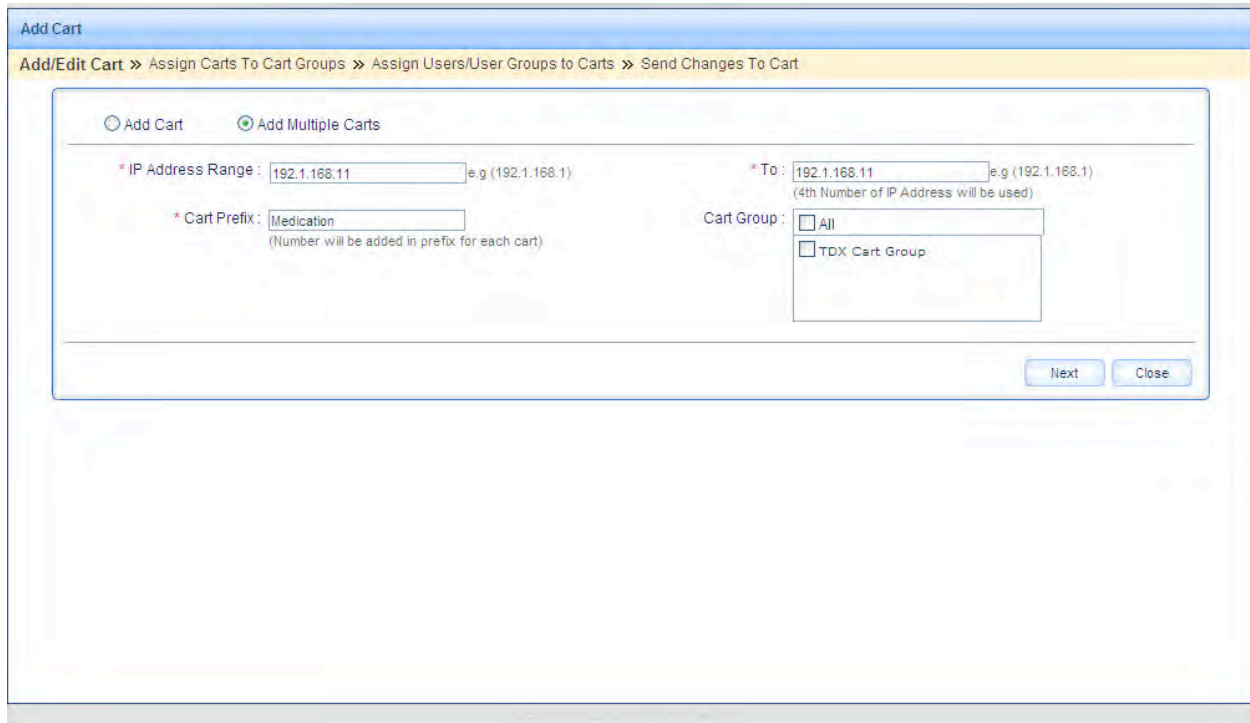 Add Cart
Add/Edit Cart » Assign Carts To Cart Groups » Assign Users/User Groups to Carts » Send Changes To Cart
Add Cart Add Multiple Carts
* IP Address Range : 192.1.168.11 e.g (192.1.168.1) * To : 192.1.168.11 e.g (192.1.168.1)
(4th Number of IP Address will be used)
* Cart Prefix : Medication Cart Group : All
(Number will be added in prefix for each cart)
TDX Cart Group
Next Close